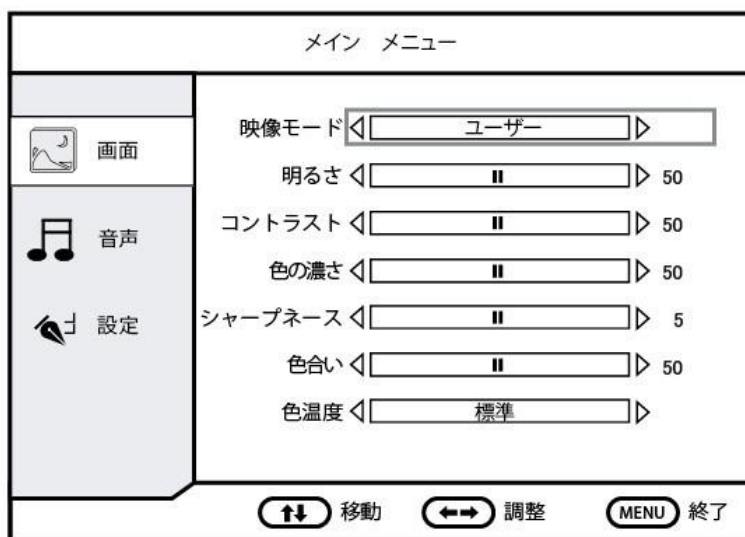 メイン メニュー
画面
音声
設定
映像モード ユーザー
明るさ 50
コントラスト 50
色の濃さ 50
シャープネース 5
色合い 50
色温度 標準
移動 調整 MENU 終了